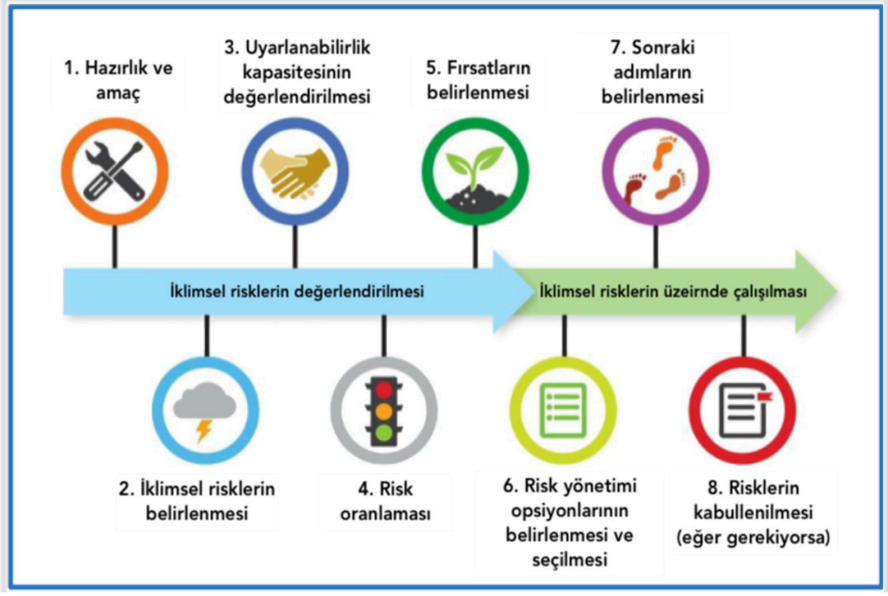 1. Hazırlık ve
amaç
3. Uyarlanabilirlik
kapasitesinin
değerlendirilmesi
5. Fırsatların
belirlenmesi
7. Sonraki
adımların
belirlenmesi
İklimsel risklerin değerlendirilmesi
İklimsel risklerin üzeirnde çalışılması
2. İklimsel risklerin
belirlenmesi
4. Risk
oranlaması
6. Risk yönetimi
opsiyonlarının
belirlenmesi ve
seçilmesi
8. Risklerin
kabullenilmesi
(eğer gerekiyorsa)